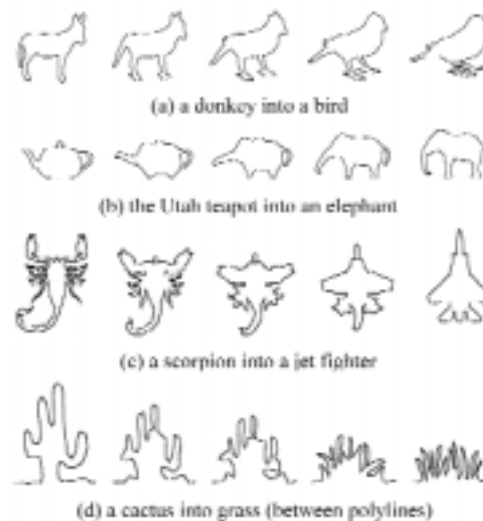 (a) a donkey into a bird
(b) the Utah teapot into an elephant
(c) a scorpion into a jet fighter
(d) a cactus into grass (between polylines)